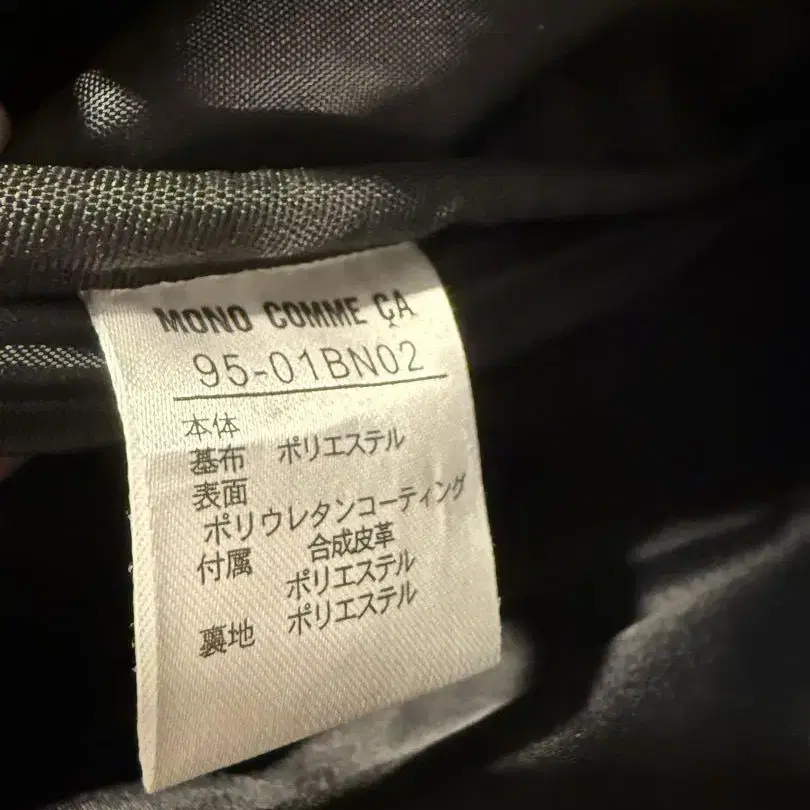 MONO COMME ÇA
95-01BN02
本体
基布 ポリエステル
表面
ポリウレタンコーティング
付属 合成皮革
ポリエステル
裏地 ポリエステル